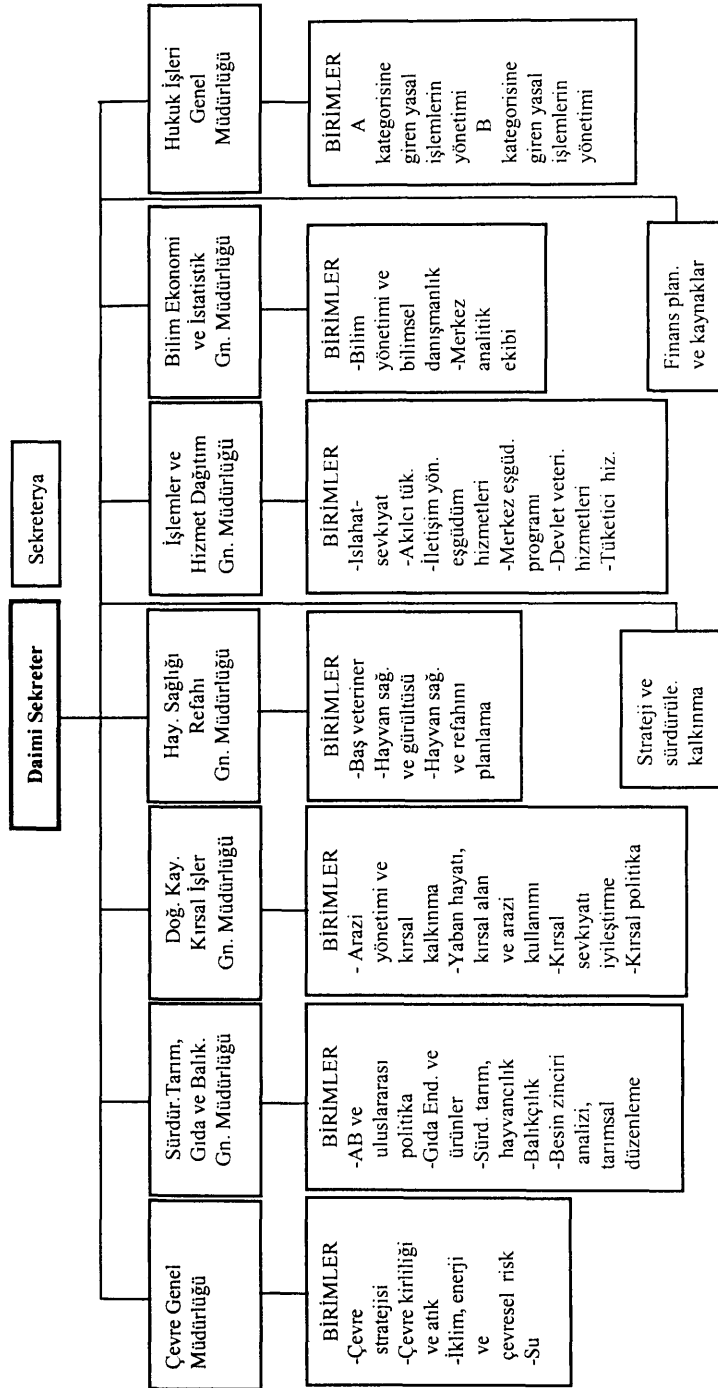 Daimi Sekreter
Sekreterya
Çevre Genel
Müdürlüğü
Sürdür.Tarım,
Gıda ve Balık.
Gn. Müdürlüğü
Doğ. Kay.
Kırsal İşler
Gn. Müdürlüğü
Hay. Sağlığı
Refahı
Gn. Müdürlüğü
İşlemler ve
Hizmet Dağıtım
Gn. Müdürlüğü
Bilim Ekonomi
ve İstatistik
Gn. Müdürlüğü
Hukuk İşleri
Genel
Müdürlüğü
BİRİMLER
-Çevre
stratejisi
-Çevre kirliliği
ve atık
-İklim, enerji
ve
çevresel risk
-Su
BİRİMLER
-AB ve
uluslararası
politika
-Gıda End. ve
ürünler
-Sürd. tarım,
hayvancılık
-Balıkçılık
-Besin zinciri
analizi,
tarımsal
düzenleme
BİRİMLER
- Arazi
yönetimi ve
kırsal
kalkınma
-Yaban hayatı,
kırsal alan
ve arazi
kullanımı
-Kırsal
sevkıyatı
iyileştirme
-Kırsal politika
BİRİMLER
-Baş veteriner
-Hayvan sağ.
ve gürültüsü
-Hayvan sağ.
ve refahını
planlama
BİRİMLER
-Islahat-
sevkıyat
-Akılcı tük.
-İletişim yön.
eşgüdüm
hizmetleri
-Merkez eşgüd.
programı
-Devlet veteri.
hizmetleri
-Tüketici hiz.
BİRİMLER
-Bilim
yönetimi ve
bilimsel
danışmanlık
-Merkez
analitik
ekibi
BİRİMLER
A
kategorisine
giren yasal
işlemlerin
yönetimi
B
kategorisine
giren yasal
işlemlerin
yönetimi
Strateji ve
sürdürüle.
kalkınma
Finans plan.
ve kaynaklar